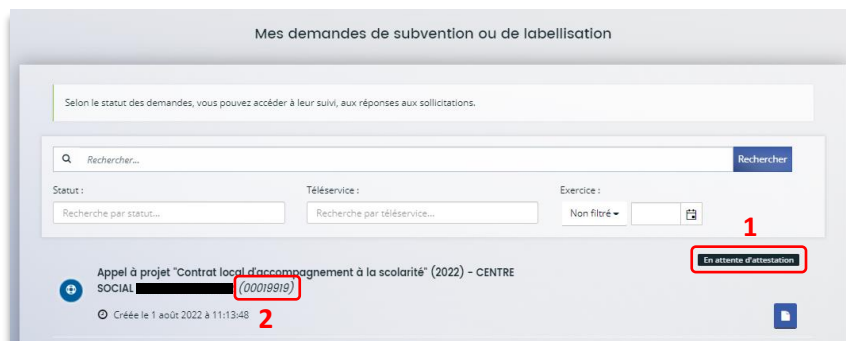 Mes demandes de subvention ou de labellisation
Selon le statut des demandes, vous pouvez accéder à leur suivi, aux réponses aux sollicitations.
Rechercher...
Rechercher
Statut :
Téléservice :
Exercice :
Recherche par statut...
Recherche par téléservice...
Non filtré
1
En attente d'attestation
Appel à projet "Contrat local d'accompagnement à la scolarité" (2022) - CENTRE
SOCIAL (00019919)
Créée le 1 août 2022 à 11:13:48
2